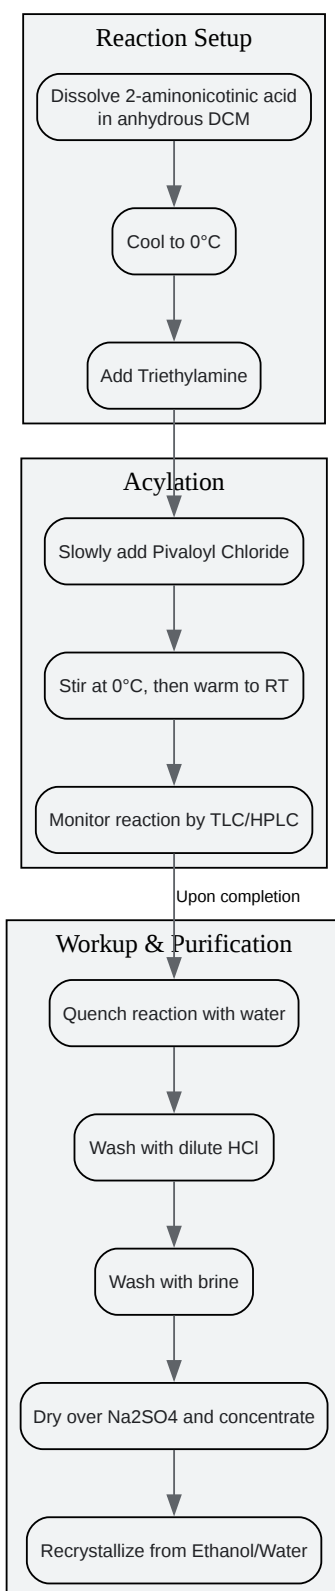 Reaction Setup
Dissolve 2-aminonicotinic acid
in anhydrous DCM
Cool to 0°C
Add Triethylamine
Acylation
Slowly add Pivaloyl Chloride
Stir at 0°C, then warm to RT
Monitor reaction by TLC/HPLC
Upon completion
Workup & Purification
Quench reaction with water
Wash with dilute HCl
Wash with brine
Dry over Na2SO4 and concentrate
Recrystallize from Ethanol/Water